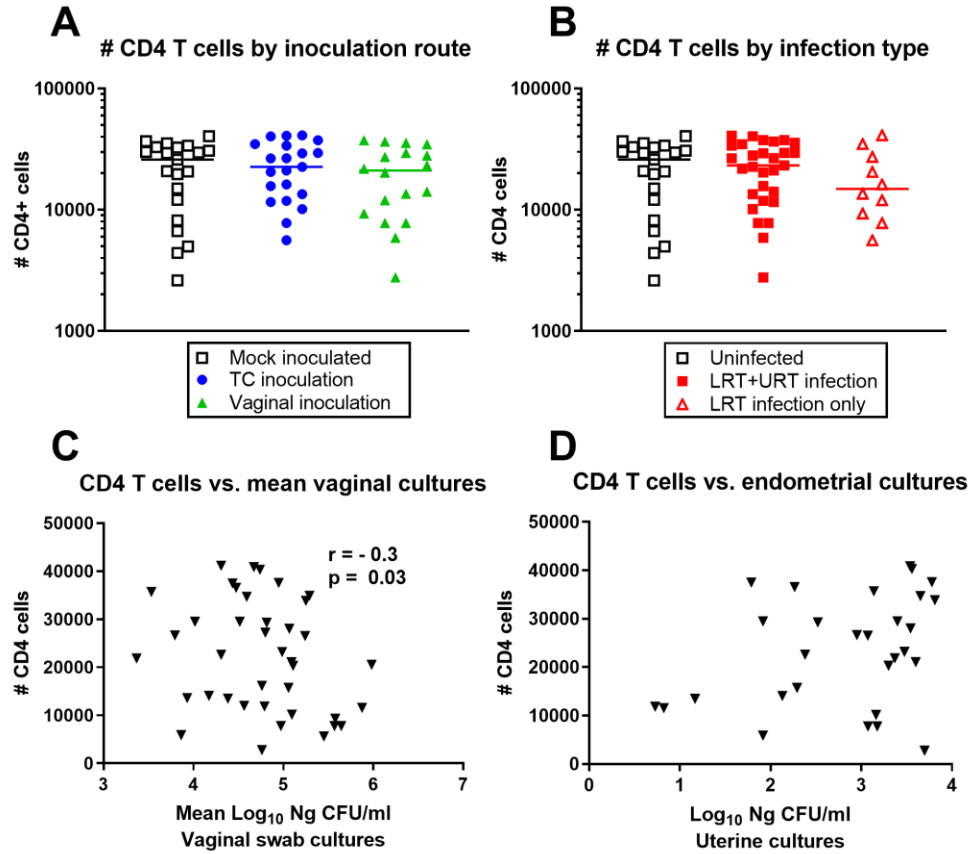 A
# CD4 T cells by inoculation route
100000
10000
1000
# CD4+ cells
Mock inoculated
TC inoculation
Vaginal inoculation
B
# CD4 T cells by infection type
100000
10000
1000
# CD4 cells
Uninfected
LRT+URT infection
LRT infection only
C
CD4 T cells vs. mean vaginal cultures
50000
40000
30000
20000
10000
0
# CD4 cells
r = - 0.3
p = 0.03
3 4 5 6 7
Mean Log10 Ng CFU/ml
Vaginal swab cultures
D
CD4 T cells vs. endometrial cultures
50000
40000
30000
20000
10000
0
# CD4 cells
0 1 2 3 4
Log10 Ng CFU/ml
Uterine cultures